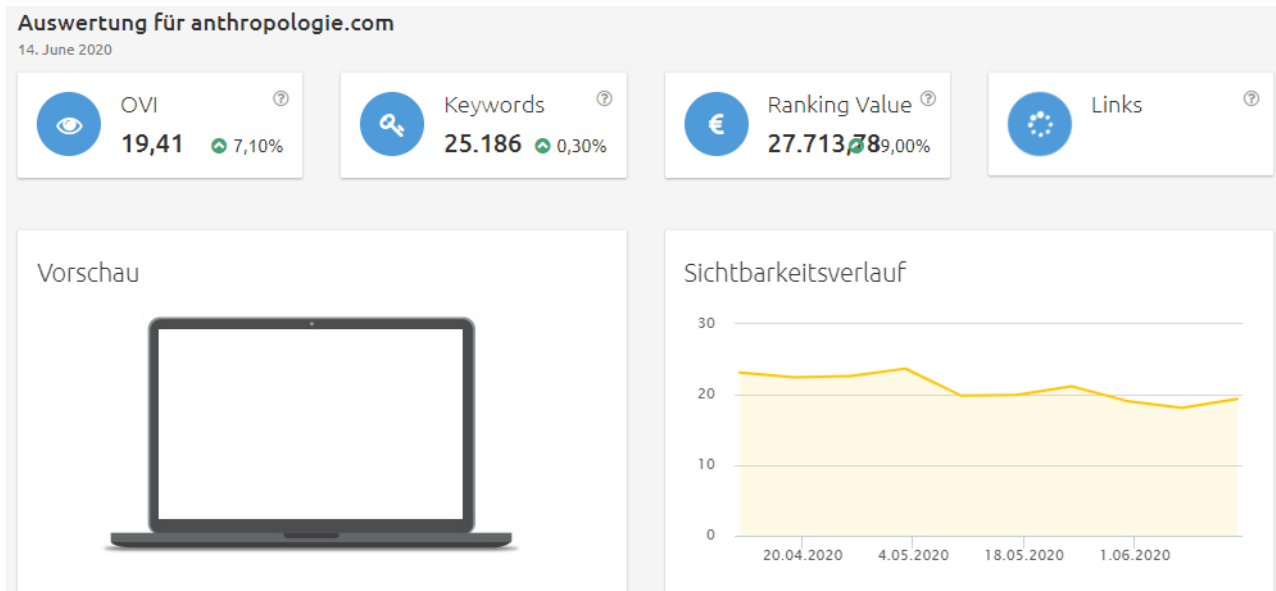 Auswertung für anthropologie.com
14. June 2020
OVI
19,41 7,10%
Keywords
25.186 0,30%
Ranking Value
27.713,78 9,00%
Links
Vorschau
Sichtbarkeitsverlauf
30
20
10
0
20.04.2020 4.05.2020 18.05.2020 1.06.2020